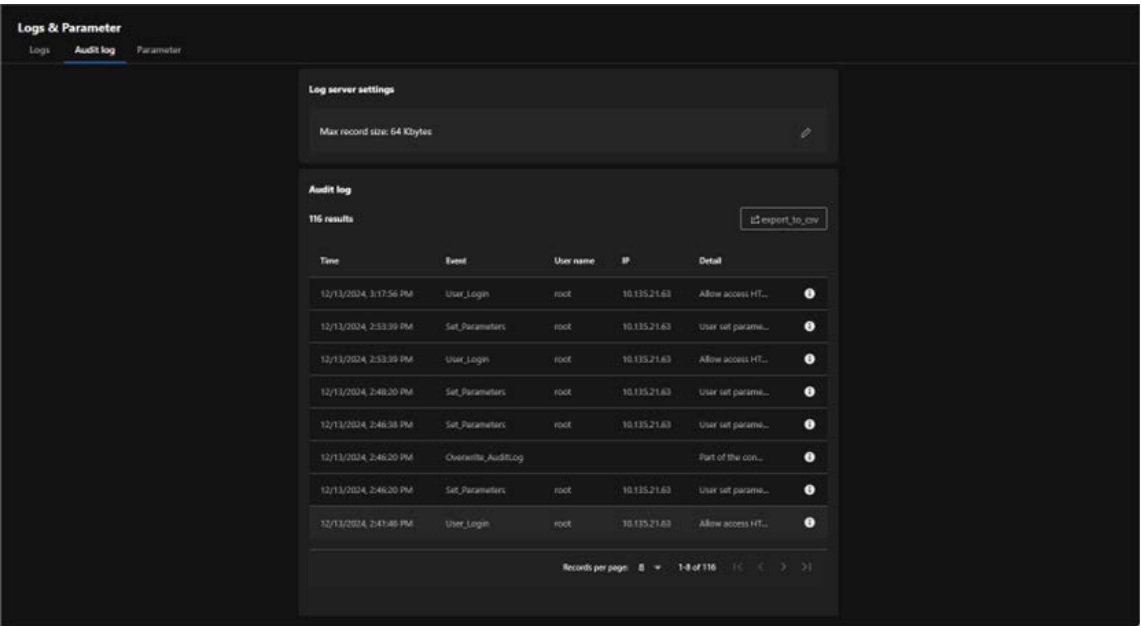 Logs & Parameter
Logs Audit log Parameter
Log server settings
Max record size: 64 Kbytes
Audit log
116 results
export_to_csv
Time Event User name IP Detail
12/13/2024, 3:17:56 PM User_Login root 10.135.21.63 Allow access HT...
12/13/2024, 2:53:39 PM Set_Parameters root 10.135.21.63 User set parame...
12/13/2024, 2:53:39 PM User_Login root 10.135.21.63 Allow access HT...
12/13/2024, 2:48:20 PM Set_Parameters root 10.135.21.63 User set parame...
12/13/2024, 2:46:38 PM Set_Parameters root 10.135.21.63 User set parame...
12/13/2024, 2:46:20 PM Overwrite_AuditLog Part of the con...
12/13/2024, 2:46:20 PM Set_Parameters root 10.135.21.63 User set parame...
12/13/2024, 2:41:46 PM User_Login root 10.135.21.63 Allow access HT...
Records per page: 8 1-8 of 116